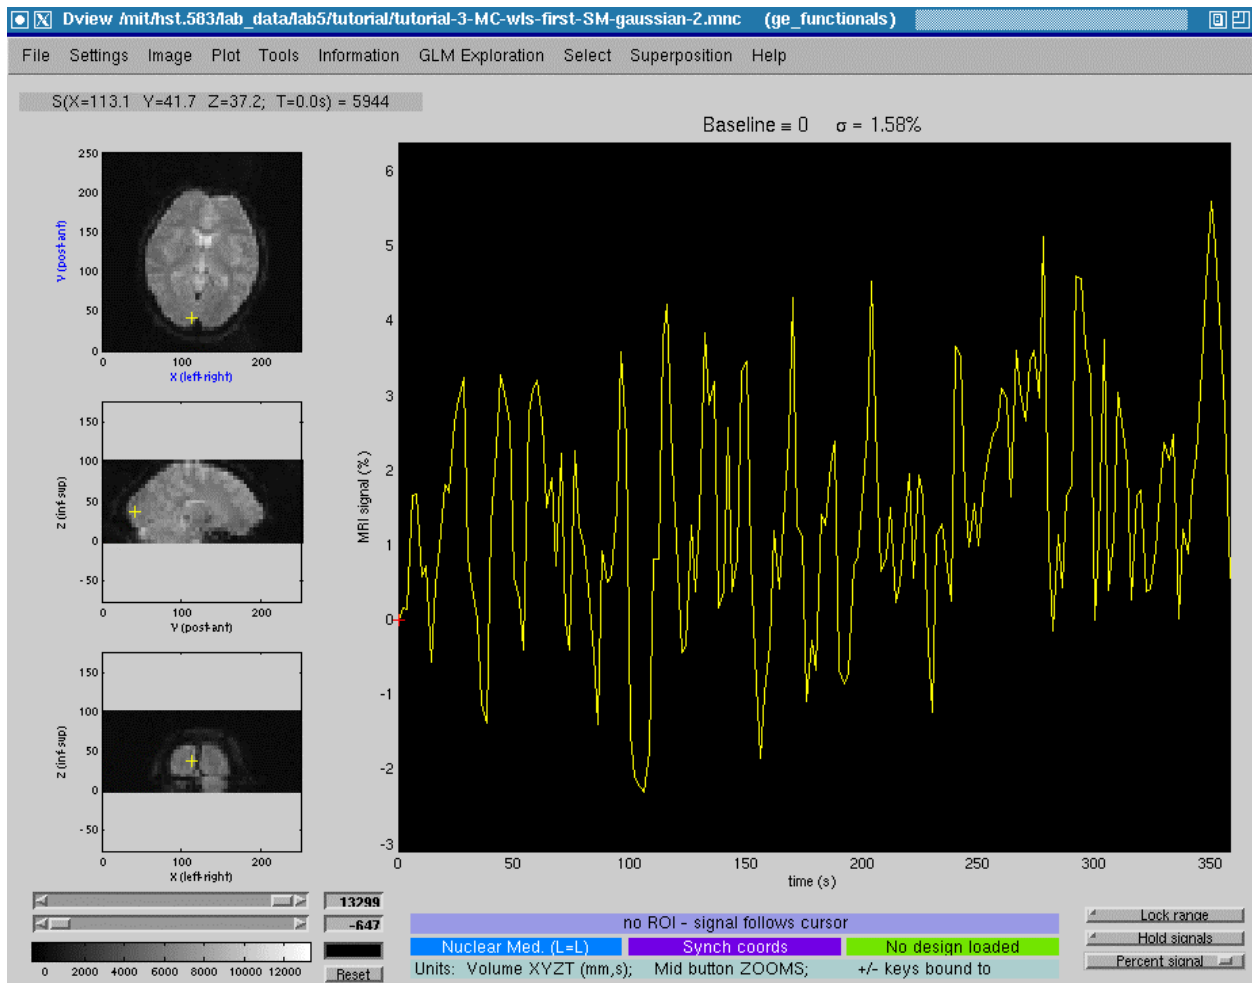 Dview /mit/hst.583/lab_data/lab5/tutorial/tutorial-3-MC-wls-first-SM-gaussian-2.mnc (ge_functionals)
File Settings Image Plot Tools Information GLM Exploration Select Superposition Help
S(X=113.1 Y=41.7 Z=37.2; T=0.0s) = 5944
Baseline ≡ 0 σ = 1.58%
250
200
150
100
50
0
Y (post-ant)
0 100 200
X (left-right)
150
100
50
0
-50
Z (inf-sup)
0 100 200
Y (post-ant)
150
100
50
0
-50
Z (inf-sup)
0 100 200
X (left-right)
6
5
4
3
2
1
0
-1
-2
-3
MRI signal (%)
0 50 100 150 200 250 300 350
time (s)
13299
-647
0 2000 4000 6000 8000 10000 12000
Reset
no ROI - signal follows cursor
Nuclear Med. (L=L) Synch coords No design loaded
Units: Volume XYZT (mm,s); Mid button ZOOMS; +/- keys bound to
Lock range
Hold signals
Percent signal